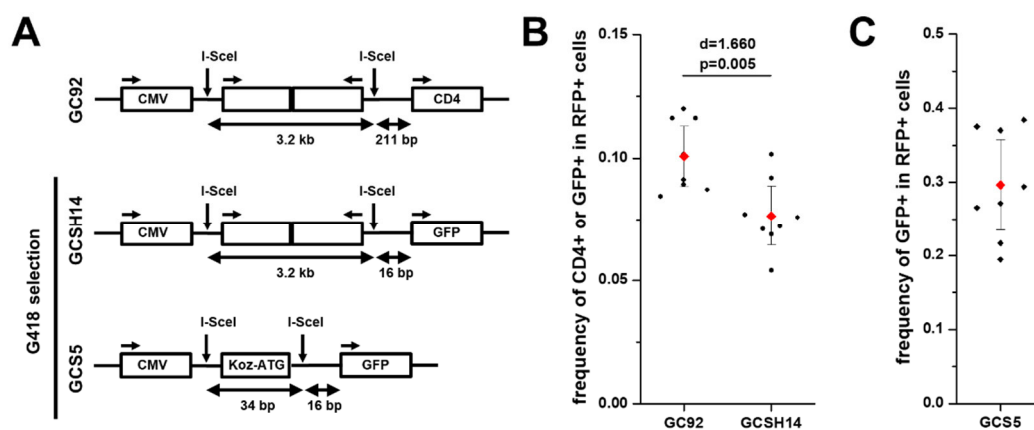 A
B
C
GC92
I-SceI
I-SceI
CMV
CD4
3.2 kb
211 bp
G418 selection
GCSH14
I-SceI
I-SceI
CMV
GFP
3.2 kb
16 bp
GCS5
I-SceI
I-SceI
CMV
Koz-ATG
GFP
34 bp
16 bp
frequency of CD4+ or GFP+ in RFP+ cells
0.15
0.10
0.05
0.00
d=1.660
p=0.005
GC92
GCSH14
frequency of GFP+ in RFP+ cells
0.5
0.4
0.3
0.2
0.1
0.0
GCS5